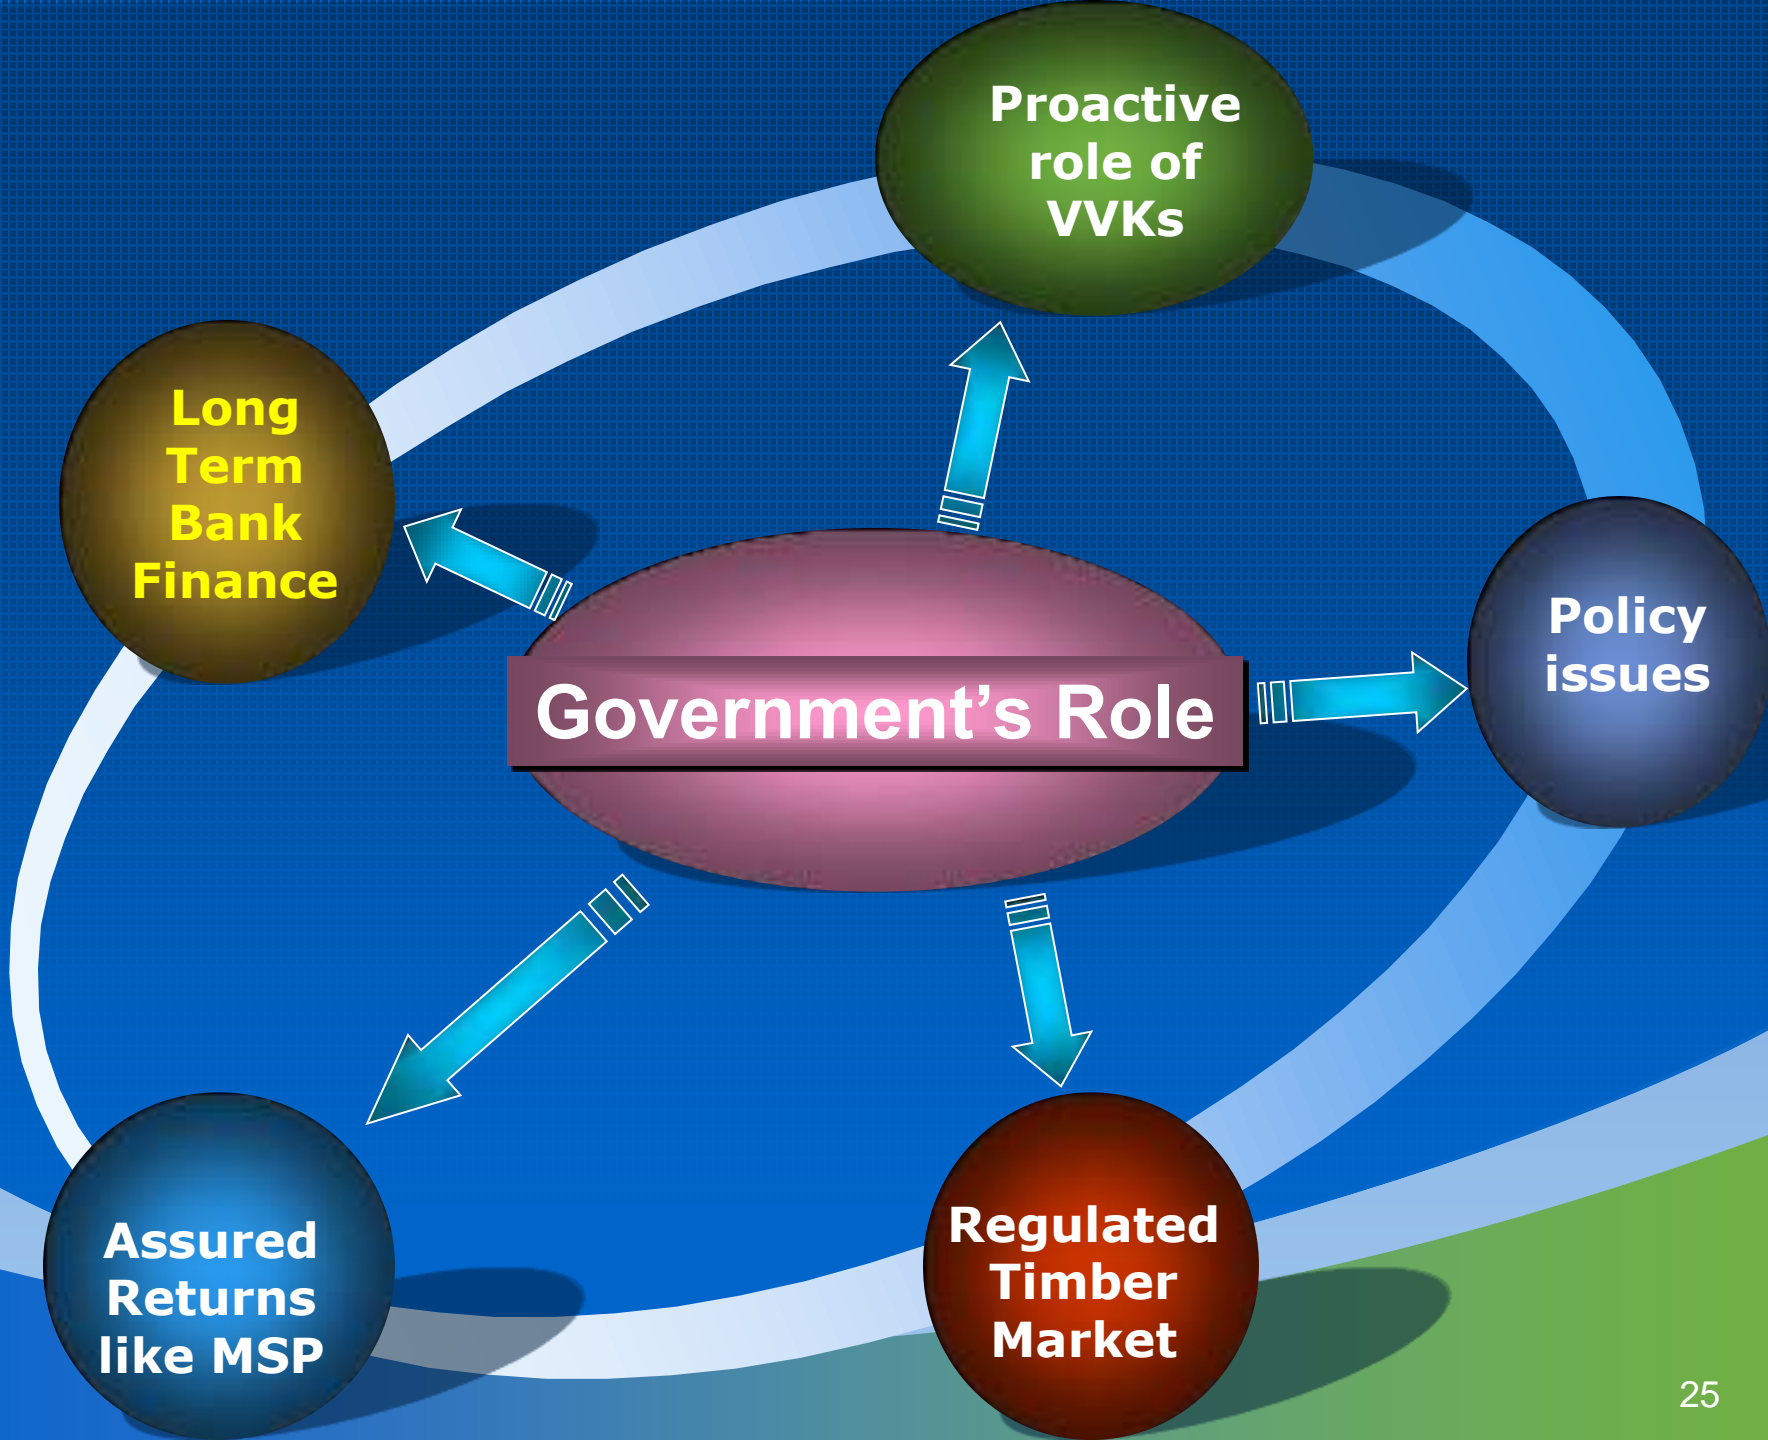 Proactive
role of
VVKs
Long
Term
Bank
Finance
Policy
issues
Government’s Role
Assured
Returns
like MSP
Regulated
Timber
Market
25